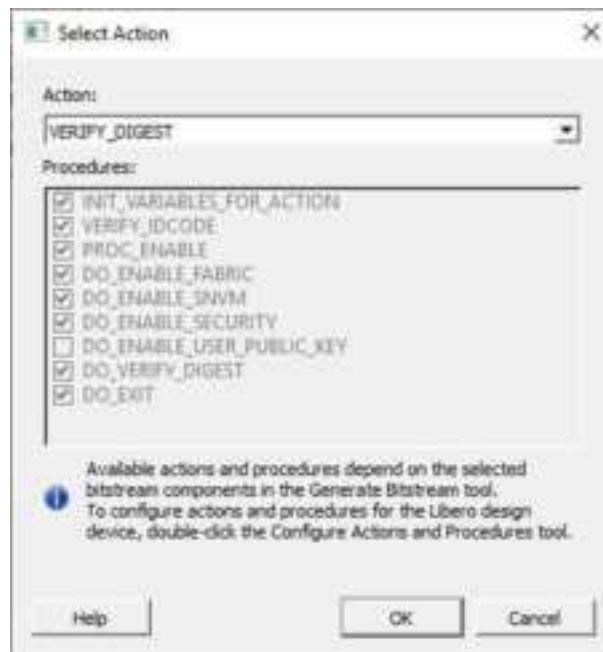 Select Action
Action:
VERIFY_DIGEST
Procedures:
INIT_VARIABLES_FOR_ACTION
VERIFY_IDCODE
PROC_ENABLE
DO_ENABLE_FABRIC
DO_ENABLE_SNVM
DO_ENABLE_SECURITY
DO_ENABLE_USER_PUBLIC_KEY
DO_VERIFY_DIGEST
DO_EXIT
Available actions and procedures depend on the selected
bitstream components in the Generate Bitstream tool.
To configure actions and procedures for the Libero design
device, double-click the Configure Actions and Procedures tool.
Help OK Cancel